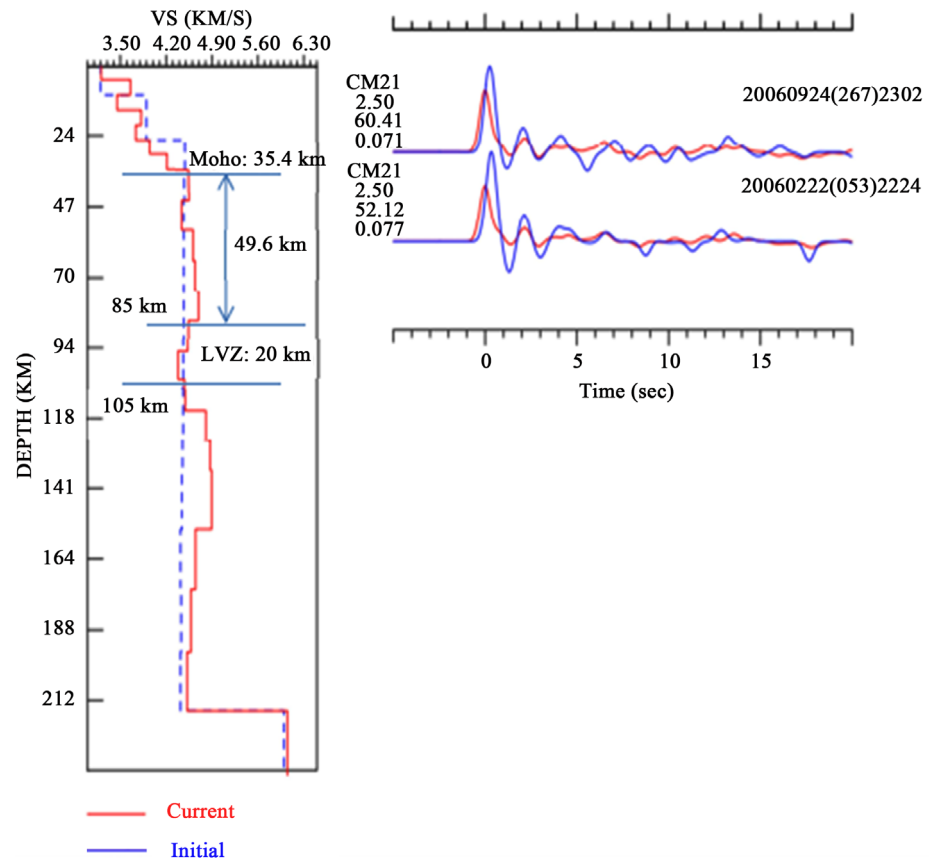 VS (KM/S)
3.50 4.20 4.90 5.60 6.30
DEPTH (KM)
24
47
70
94
118
141
164
188
212
Moho: 35.4 km
49.6 km
85 km
LVZ: 20 km
105 km
Current
Initial
CM21
2.50
60.41
0.071
20060924(267)2302
CM21
2.50
52.12
0.077
20060222(053)2224
0 5 10 15
Time (sec)